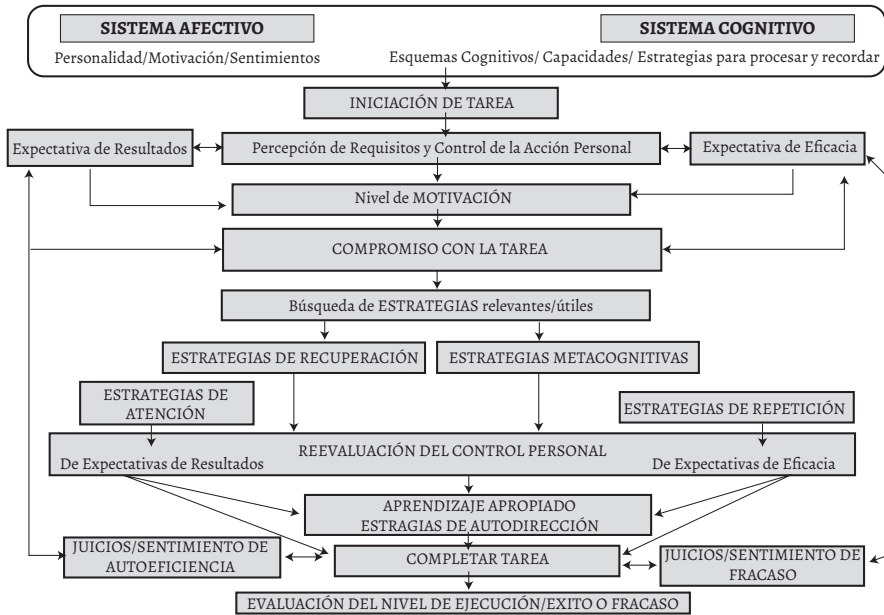 SISTEMA AFECTIVO
SISTEMA COGNITIVO
Personalidad/Motivación/Sentimientos
Esquemas Cognitivos/ Capacidades/ Estrategias para procesar y recordar
INICIACIÓN DE TAREA
Expectativa de Resultados
Percepción de Requisitos y Control de la Acción Personal
Expectativa de Eficacia
Nivel de MOTIVACIÓN
COMPROMISO CON LA TAREA
Búsqueda de ESTRATEGIAS relevantes/útiles
ESTRATEGIAS DE RECUPERACIÓN
ESTRATEGIAS METACOGNITIVAS
ESTRATEGIAS DE
ATENCIÓN
ESTRATEGIAS DE REPETICIÓN
REEVALUACIÓN DEL CONTROL PERSONAL
De Expectativas de Resultados
De Expectativas de Eficacia
APRENDIZAJE APROPIADO
ESTRAGIAS DE AUTODIRECCIÓN
JUICIOS/SENTIMIENTO DE
AUTOEFICIENCIA
COMPLETAR TAREA
JUICIOS/SENTIMIENTO DE
FRACASO
EVALUACIÓN DEL NIVEL DE EJECUCIÓN/EXITO O FRACASO